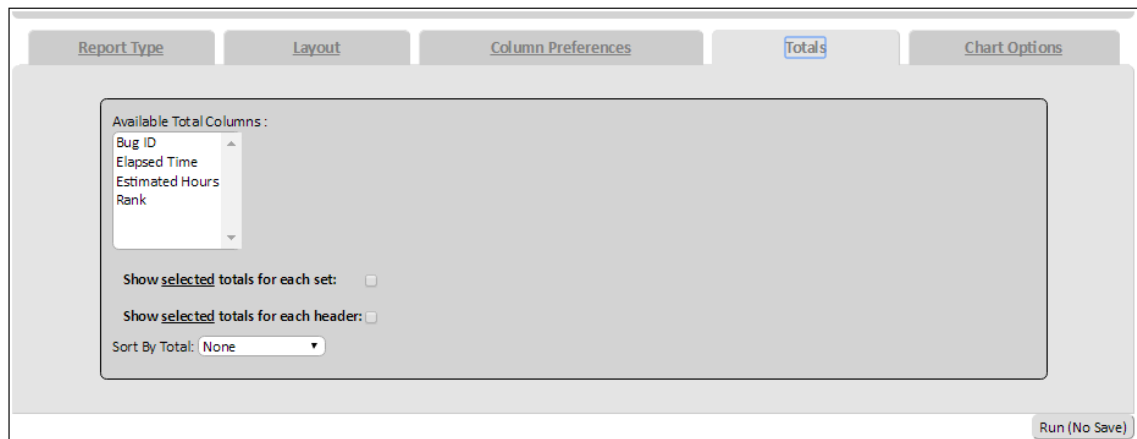 Report Type Layout Column Preferences Totals Chart Options
Available Total Columns :
Bug ID
Elapsed Time
Estimated Hours
Rank
Show selected totals for each set:
Show selected totals for each header:
Sort By Total: None
Run (No Save)